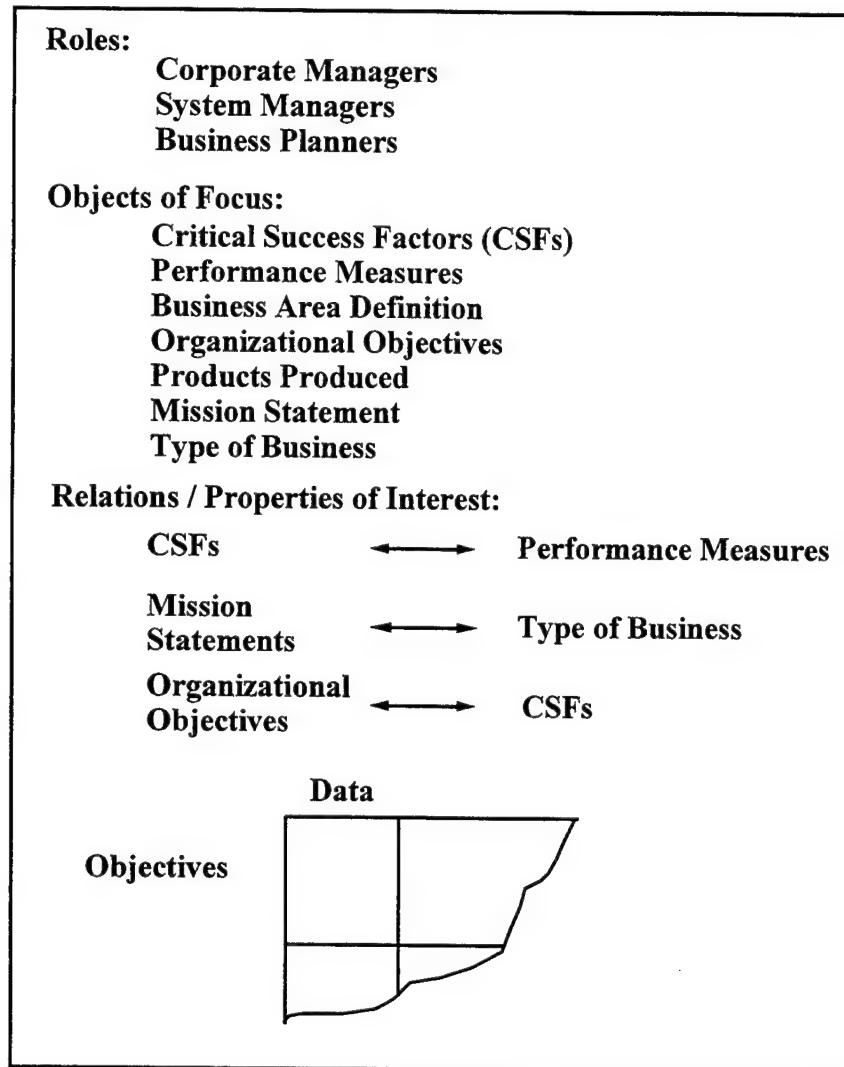 Roles:
Corporate Managers
System Managers
Business Planners
Objects of Focus:
Critical Success Factors (CSFs)
Performance Measures
Business Area Definition
Organizational Objectives
Products Produced
Mission Statement
Type of Business
Relations / Properties of Interest:
CSFs Performance Measures
Mission
Statements Type of Business
Organizational
Objectives CSFs
Data
Objectives